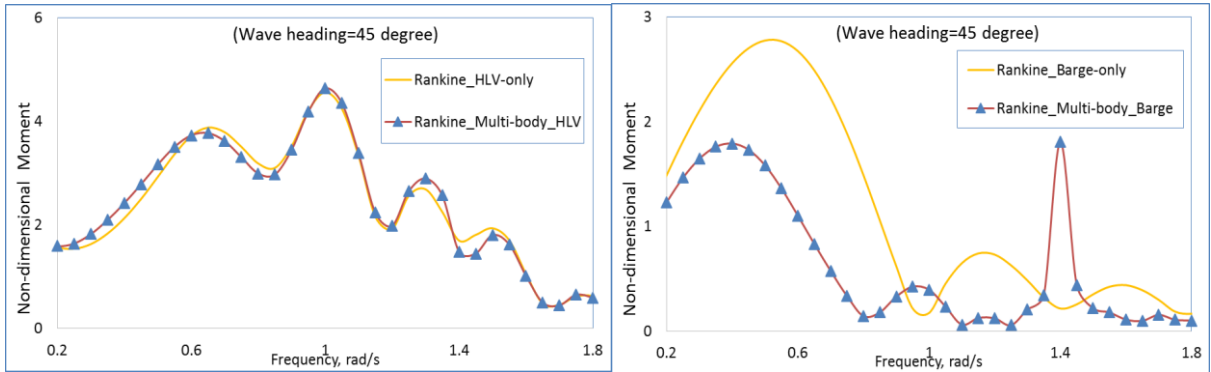 6
4
2
0
Non-dimensional Moment
(Wave heading=45 degree)
Rankine_HLV-only
Rankine_Multi-body_HLV
0.2
0.6
1
1.4
1.8
Frequency, rad/s
3
2
1
0
Non-dimensional Moment
(Wave heading=45 degree)
Rankine_Barge-only
Rankine_Multi-body_Barge
0.2
0.6
1
1.4
1.8
Frequency, rad/s